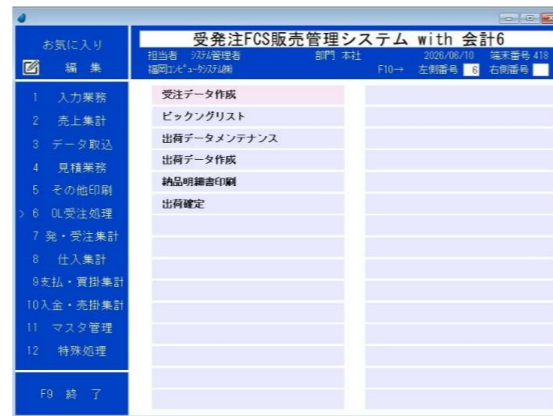 お気に入り
編 集
受発注FCS販売管理システム with 会計6
担当者 システム管理者 部門 本社 2026/06/10 端末番号 418
福岡コンピュータシステム㈱ F10→ 左側番号 6 右側番号
1 入力業務
2 売上集計
3 データ取込
4 見積業務
5 その他印刷
> 6 OL受注処理
7 発・受注集計
8 仕入集計
9 支払・買掛集計
10 入金・売掛集計
11 マスタ管理
12 特殊処理
F9 終 了
受注データ作成
ピックングリスト
出荷データメンテナンス
出荷データ作成
納品明細書印刷
出荷確定